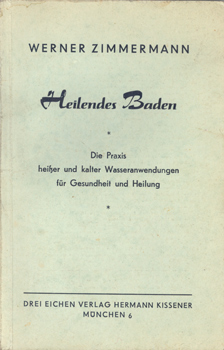 WERNER ZIMMERMANN
Heilendes Baden
*
Die Praxis
heißer und kalter Wasseranwendungen
für Gesundheit und Heilung
*
DREI EICHEN VERLAG HERMANN KISSENER
MÜNCHEN 6